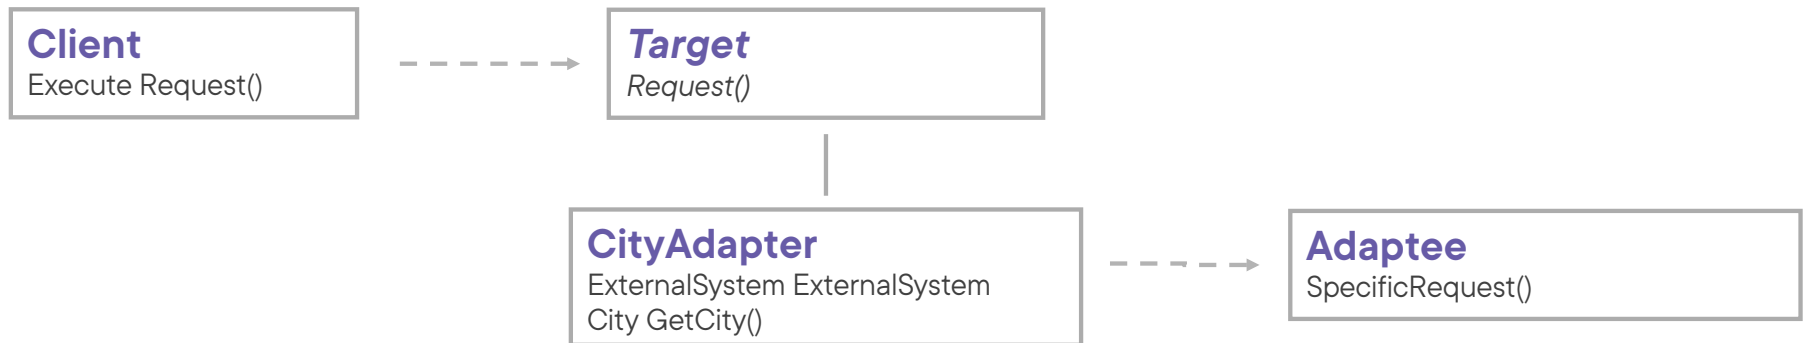 Client
Execute Request()
Target
Request()
CityAdapter
ExternalSystem ExternalSystem
City GetCity()
Adaptee
SpecificRequest()